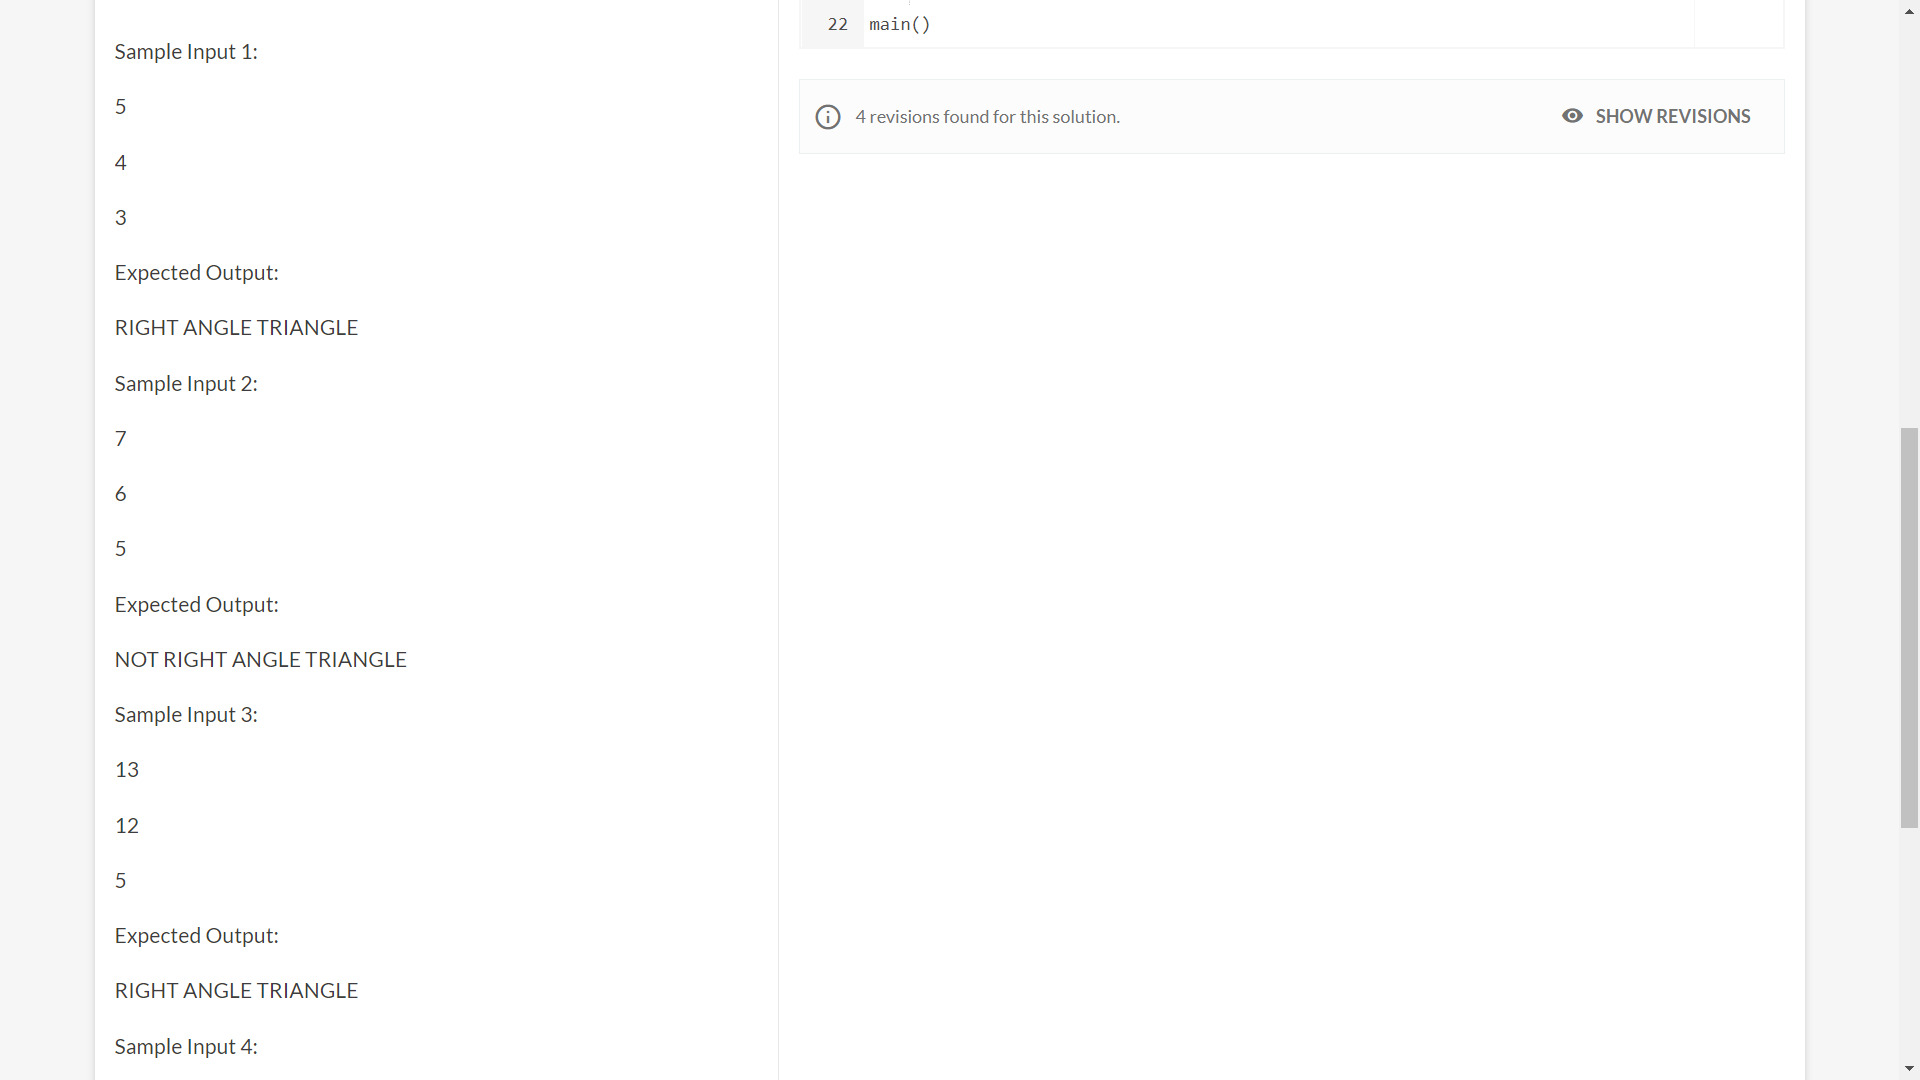 Sample Input 1:
5
4
3
Expected Output:
RIGHT ANGLE TRIANGLE
Sample Input 2:
7
6
5
Expected Output:
NOT RIGHT ANGLE TRIANGLE
Sample Input 3:
13
12
5
Expected Output:
RIGHT ANGLE TRIANGLE
Sample Input 4:
22 main()
4 revisions found for this solution.
SHOW REVISIONS